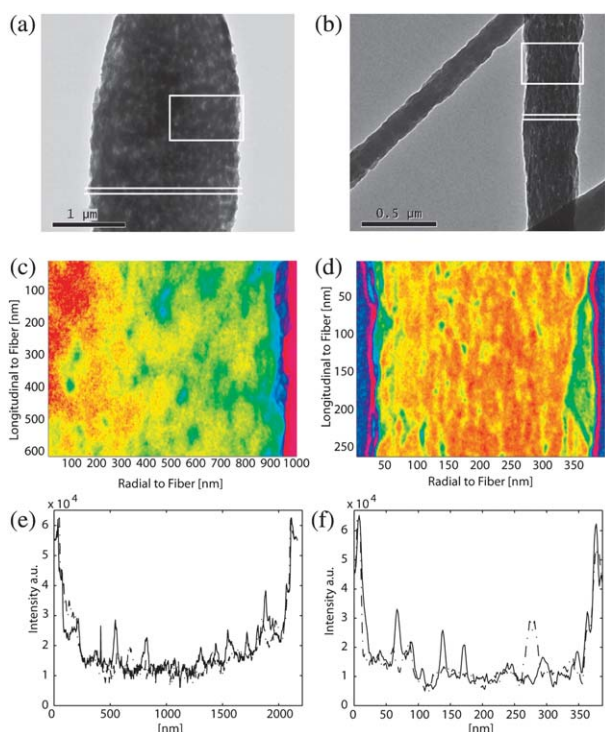 (a)
(b)
1 µm
0.5 µm
(c)
(d)
Longitudinal to Fiber [nm]
100
200
300
400
500
600
100 200 300 400 500 600 700 800 900 1000
Radial to Fiber [nm]
Longitudinal to Fiber [nm]
50
100
150
200
250
50 100 150 200 250 300 350
Radial to Fiber [nm]
(e)
(f)
x 10⁴
Intensity a.u.
6
5
4
3
2
1
0
0 500 1000 1500 2000
[nm]
x 10⁴
Intensity a.u.
6
5
4
3
2
1
0
0 50 100 150 200 250 300 350
[nm]